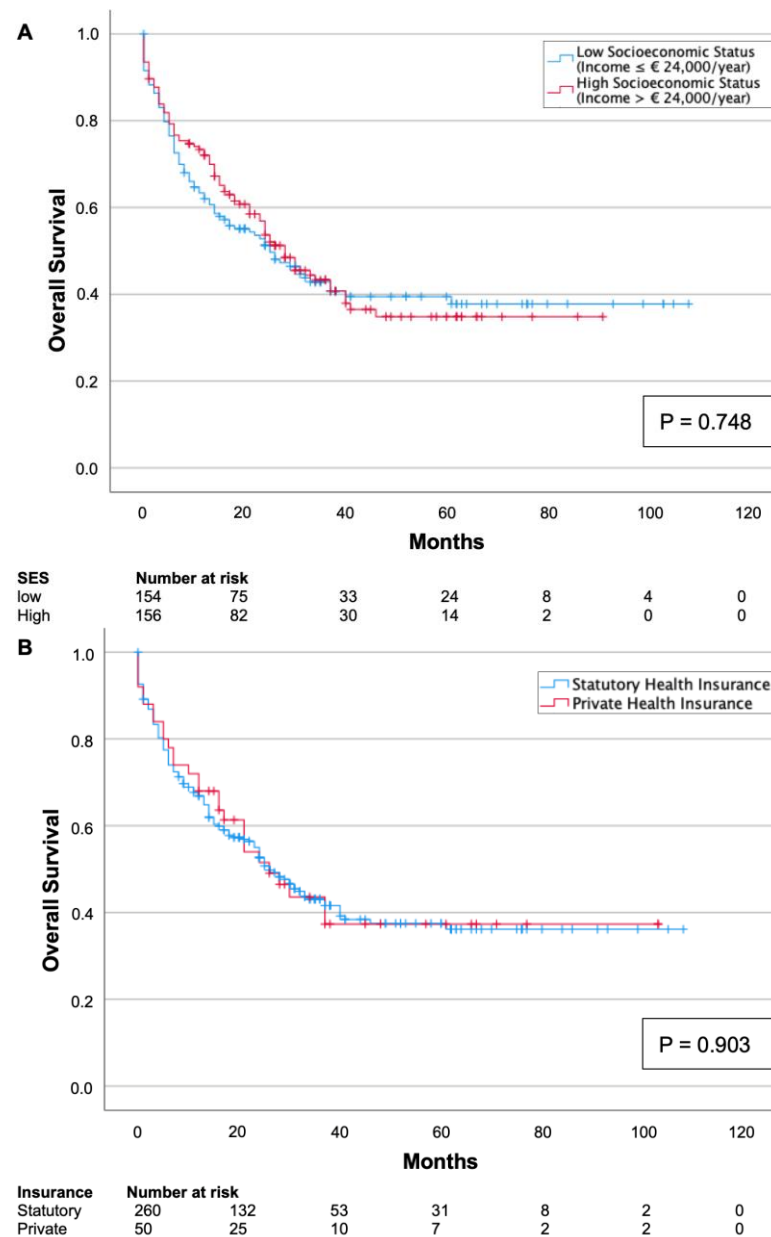 A
1.0
0.8
0.6
0.4
0.2
0.0
Overall Survival
Low Socioeconomic Status
(Income ≤ € 24,000/year)
High Socioeconomic Status
(Income > € 24,000/year)
P = 0.748
0 20 40 60 80 100 120
Months
SES Number at risk
low 154 75 33 24 8 4 0
High 156 82 30 14 2 0 0
B
1.0
0.8
0.6
0.4
0.2
0.0
Overall Survival
Statutory Health Insurance
Private Health Insurance
P = 0.903
0 20 40 60 80 100 120
Months
Insurance Number at risk
Statutory 260 132 53 31 8 2 0
Private 50 25 10 7 2 2 0